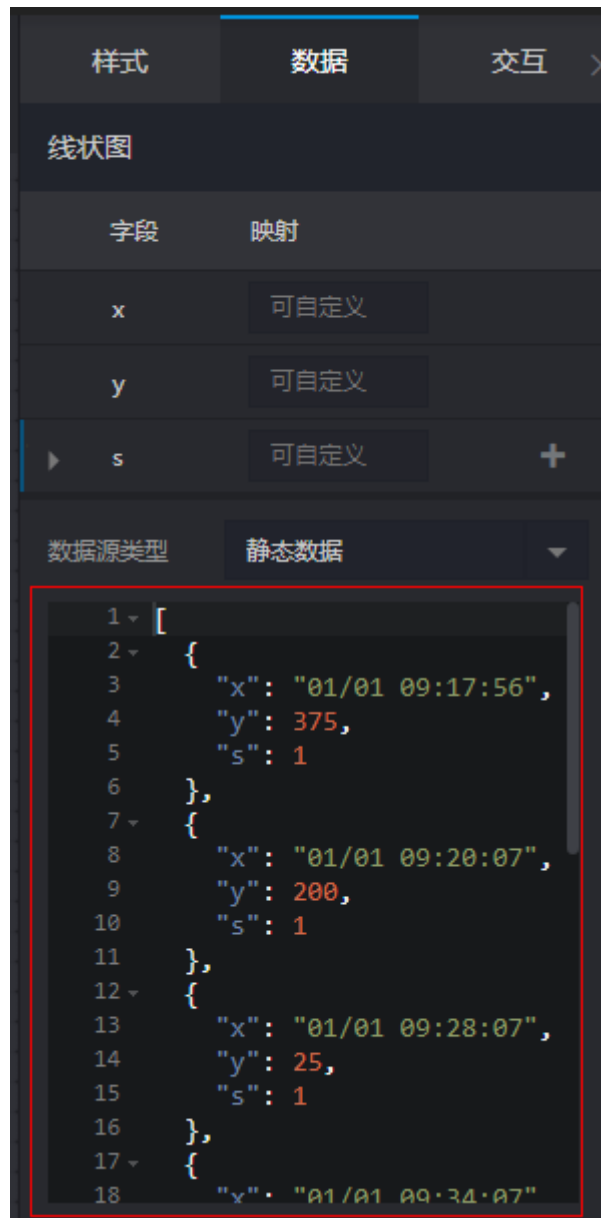 样式 数据 交互
线状图
字段 映射
x 可自定义
y 可自定义
s 可自定义
数据源类型 静态数据
1 [
2 {
3 "x": "01/01 09:17:56",
4 "y": 375,
5 "s": 1
6 },
7 {
8 "x": "01/01 09:20:07",
9 "y": 200,
10 "s": 1
11 },
12 {
13 "x": "01/01 09:28:07",
14 "y": 25,
15 "s": 1
16 },
17 {
18 "x": "01/01 09:34:07"